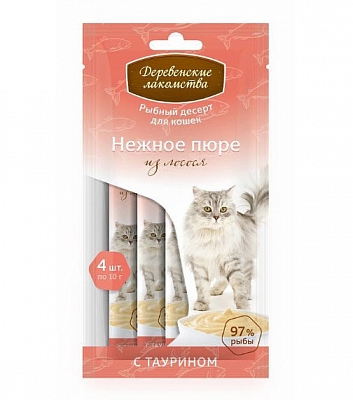 Деревенские
лакомства
Рыбный десерт
для кошек
Нежное пюре
из лосося
4 шт.
по 10 г
97%
рыбы
С ТАУРИНОМ